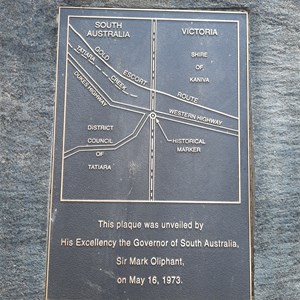 SOUTH
AUSTRALIA
VICTORIA
SHIRE
OF
KANIVA
GOLD ESCORT ROUTE
TATIARA CREEK
DUKES HIGHWAY
WESTERN HIGHWAY
DISTRICT
COUNCIL
OF
TATIARA
HISTORICAL
MARKER
This plaque was unveiled by
His Excellency the Governor of South Australia,
Sir Mark Oliphant,
on May 16, 1973.